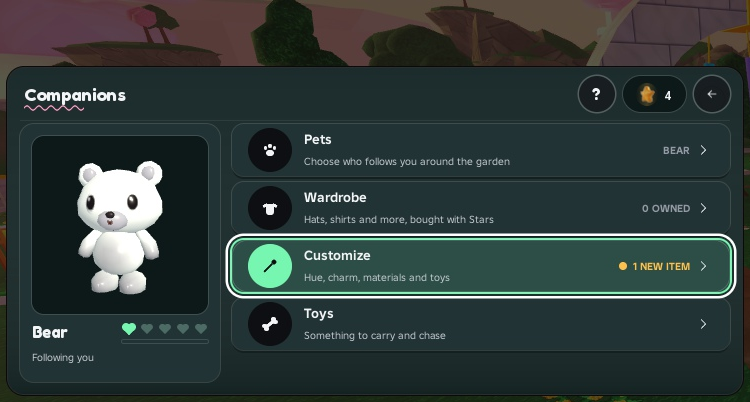 Companions
?
4
Pets
Choose who follows you around the garden
BEAR
Wardrobe
Hats, shirts and more, bought with Stars
0 OWNED
Customize
Hue, charm, materials and toys
1 NEW ITEM
Toys
Something to carry and chase
Bear
Following you